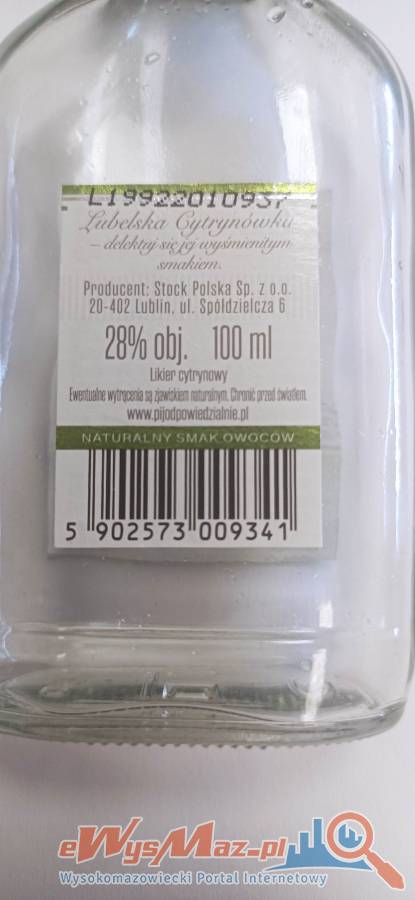 L19922010937
Lubelska Cytrynówka
– delektuj się jej wyśmienitym
smakiem.
Producent: Stock Polska Sp. z o.o.
20-402 Lublin, ul. Spółdzielcza 6
28% obj. 100 ml
Likier cytrynowy
Ewentualne wytrącenia są zjawiskiem naturalnym. Chronić przed światłem.
www.pijodpowiedzialnie.pl
NATURALNY SMAK OWOCÓW
5 902573 009341
eWysMaz.pl
Wysokomazowiecki Portal Internetowy